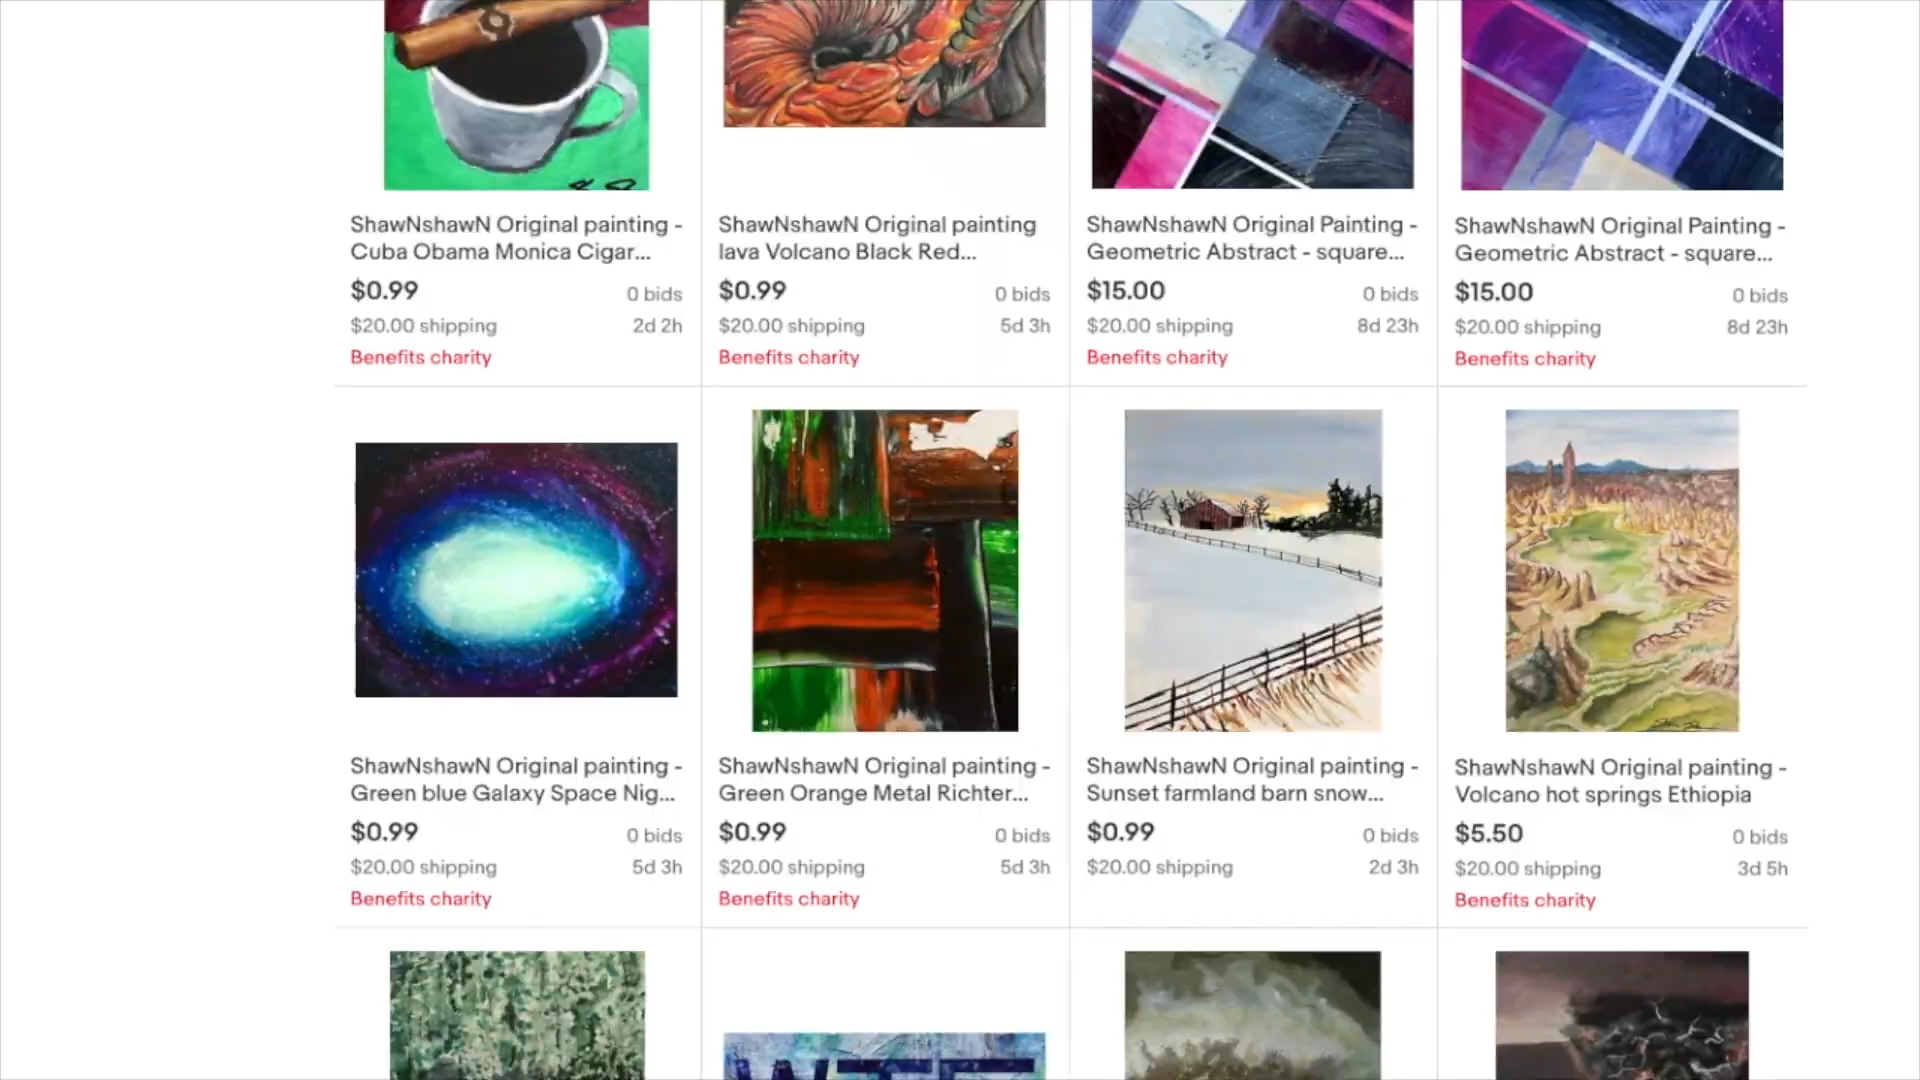 ShawNshawN Original painting -
Cuba Obama Monica Cigar...
$0.99
0 bids
$20.00 shipping
2d 2h
Benefits charity
ShawNshawN Original painting
lava Volcano Black Red...
$0.99
0 bids
$20.00 shipping
5d 3h
Benefits charity
ShawNshawN Original Painting -
Geometric Abstract - square...
$15.00
0 bids
$20.00 shipping
8d 23h
Benefits charity
ShawNshawN Original Painting -
Geometric Abstract - square...
$15.00
0 bids
$20.00 shipping
8d 23h
Benefits charity
ShawNshawN Original painting -
Green blue Galaxy Space Nig...
$0.99
0 bids
$20.00 shipping
5d 3h
Benefits charity
ShawNshawN Original painting -
Green Orange Metal Richter...
$0.99
0 bids
$20.00 shipping
5d 3h
Benefits charity
ShawNshawN Original painting -
Sunset farmland barn snow...
$0.99
0 bids
$20.00 shipping
2d 3h
ShawNshawN Original painting -
Volcano hot springs Ethiopia
$5.50
0 bids
$20.00 shipping
3d 5h
Benefits charity